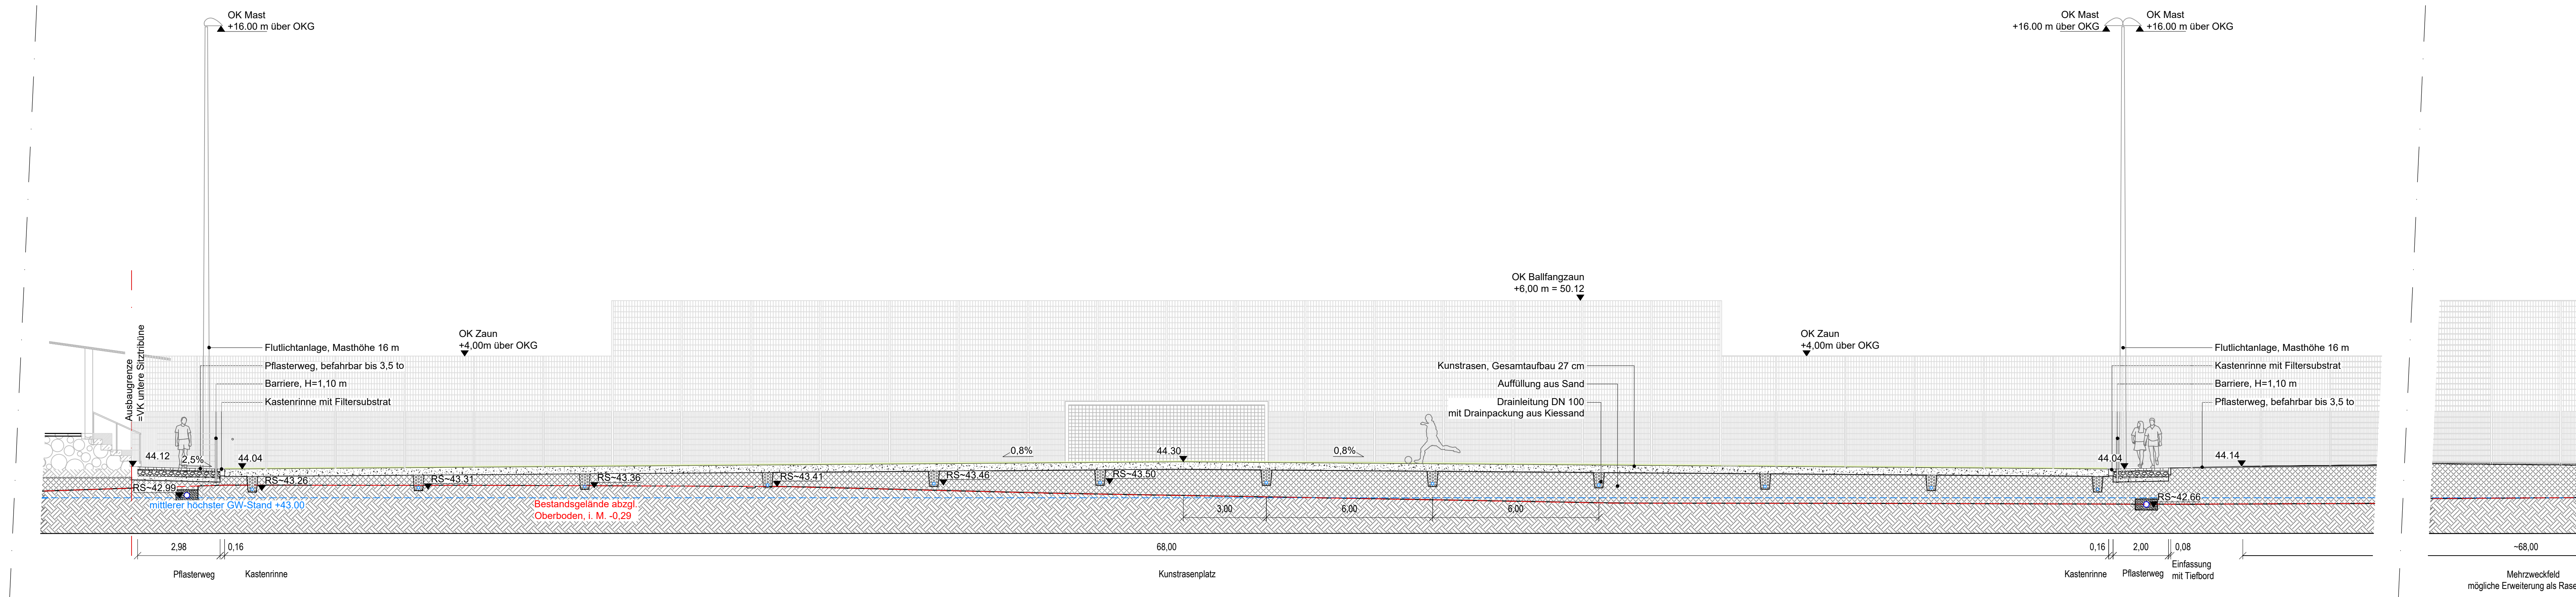 OK Mast
+16.00 m über OKG
OK Mast
+16.00 m über OKG
OK Mast
+16.00 m über OKG
OK Ballfangzaun
+6,00 m = 50.12
OK Zaun
+4,00m über OKG
OK Zaun
+4,00m über OKG
Ausbaugrenze
=VK untere Sitztribüne
Flutlichtanlage, Masthöhe 16 m
Pflasterweg, befahrbar bis 3,5 to
Barriere, H=1,10 m
Kastenrinne mit Filtersubstrat
Kunstrasen, Gesamtaufbau 27 cm
Auffüllung aus Sand
Drainleitung DN 100
mit Drainpackung aus Kiessand
Flutlichtanlage, Masthöhe 16 m
Kastenrinne mit Filtersubstrat
Barriere, H=1,10 m
Pflasterweg, befahrbar bis 3,5 to
44.12
2,5%
44.04
0,8%
44.30
0,8%
44.04
44.14
RS~42.99
RS~43.26
RS~43.31
RS~43.36
RS~43.41
RS~43.46
RS~43.50
RS~42.66
mittlerer höchster GW-Stand +43.00
Bestandsgelände abzgl.
Oberboden, i. M. -0,29
3,00
6,00
6,00
2,98
0,16
68,00
0,16
2,00
0,08
~68,00
Pflasterweg
Kastenrinne
Kunstrasenplatz
Kastenrinne
Pflasterweg
Einfassung
mit Tiefbord
Mehrzweckfeld
mögliche Erweiterung als Rase